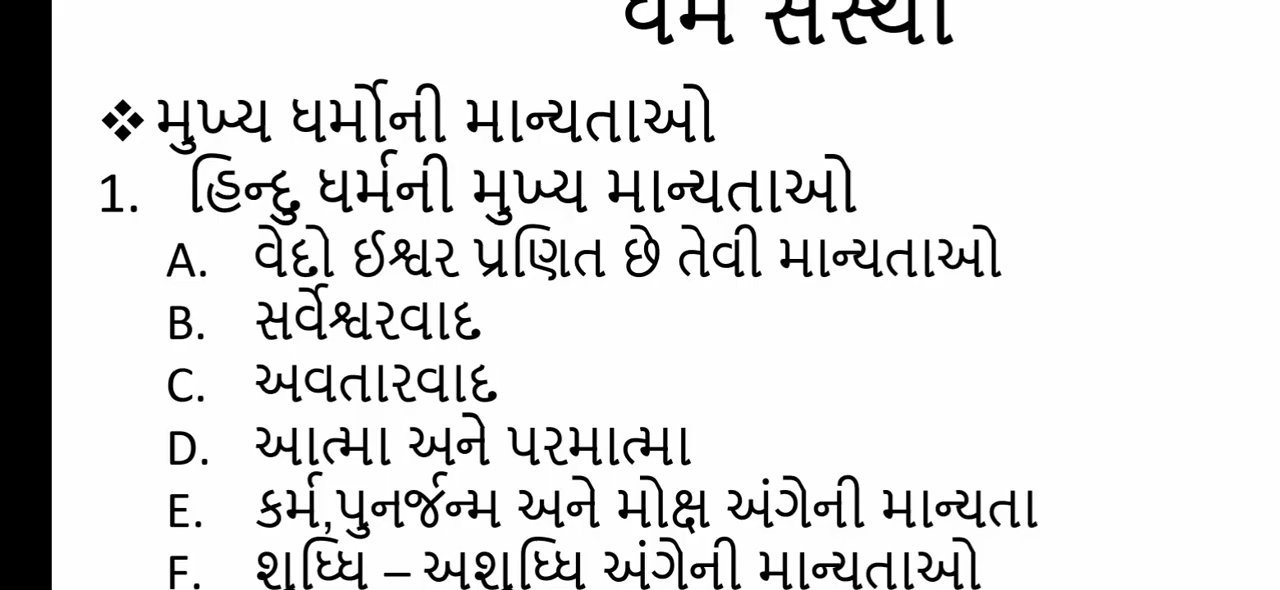 ધર્મ સંસ્થા
❖ મુખ્ય ધર્મોની માન્યતાઓ
1. હિન્દુ ધર્મની મુખ્ય માન્યતાઓ
A. વેદો ઈશ્વર પ્રણિત છે તેવી માન્યતાઓ
B. સર્વેશ્વરવાદ
C. અવતારવાદ
D. આત્મા અને પરમાત્મા
E. કર્મ,પુનર્જન્મ અને મોક્ષ અંગેની માન્યતા
F. શુધ્ધિ – અશુધ્ધિ અંગેની માન્યતાઓ